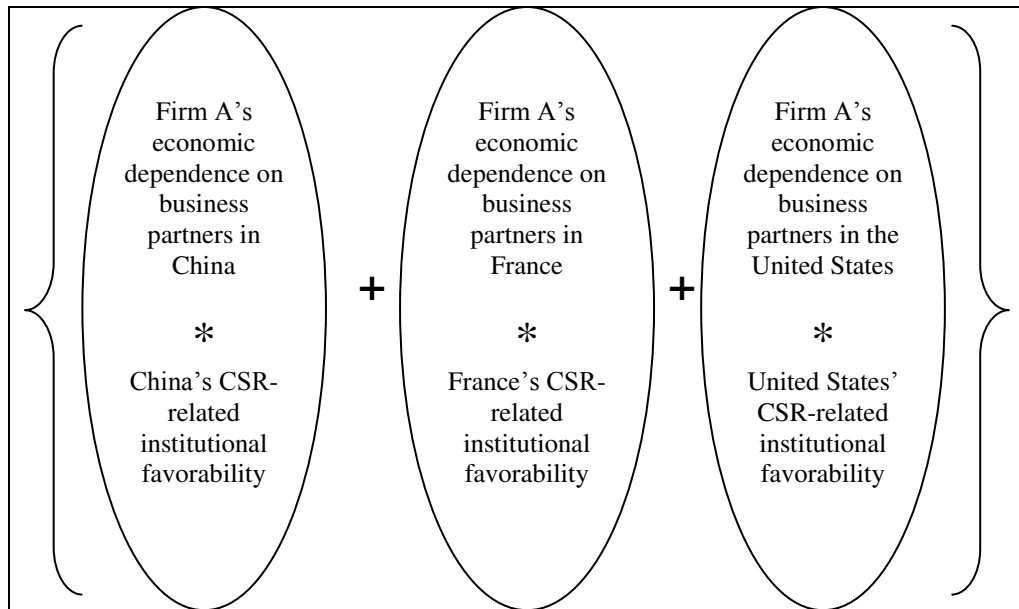 Firm A’s
economic
dependence on
business
partners in
China
*
China’s CSR-
related
institutional
favorability
+
Firm A’s
economic
dependence on
business
partners in
France
*
France’s CSR-
related
institutional
favorability
+
Firm A’s
economic
dependence on
business
partners in the
United States
*
United States’
CSR-related
institutional
favorability